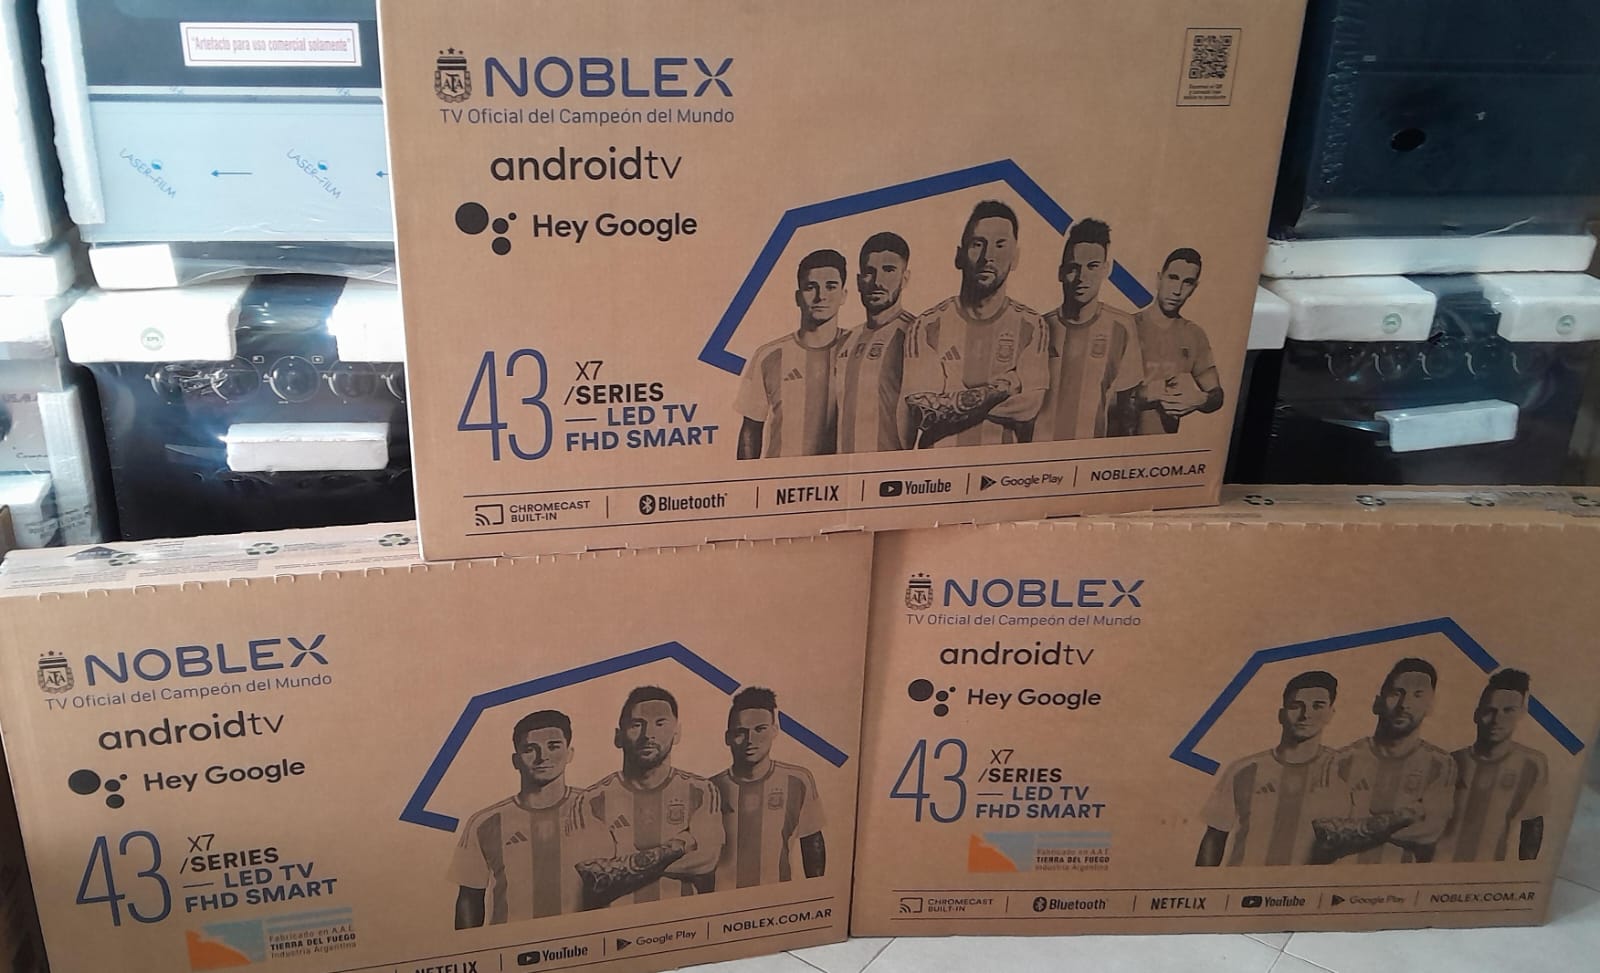 "Artefacto para uso comercial solamente"
LASER-FILM
LASER-FILM
AFA
NOBLEX
TV Oficial del Campeón del Mundo
androidtv
Hey Google
43
X7
/SERIES
LED TV
FHD SMART
CHROMECAST
BUILT-IN
Bluetooth
NETFLIX
YouTube
Google Play
NOBLEX.COM.AR
AFA
NOBLEX
TV Oficial del Campeón del Mundo
androidtv
Hey Google
43
X7
/SERIES
LED TV
FHD SMART
Fabricado en A.A.E.
TIERRA DEL FUEGO
Industria Argentina
NETFLIX
YouTube
Google Play
NOBLEX.COM.AR
AFA
NOBLEX
TV Oficial del Campeón del Mundo
androidtv
Hey Google
43
X7
/SERIES
LED TV
FHD SMART
Fabricado en A.A.E.
TIERRA DEL FUEGO
Industria Argentina
CHROMECAST
BUILT-IN
Bluetooth
NETFLIX
YouTube
Google Play
NOBLEX.COM.AR